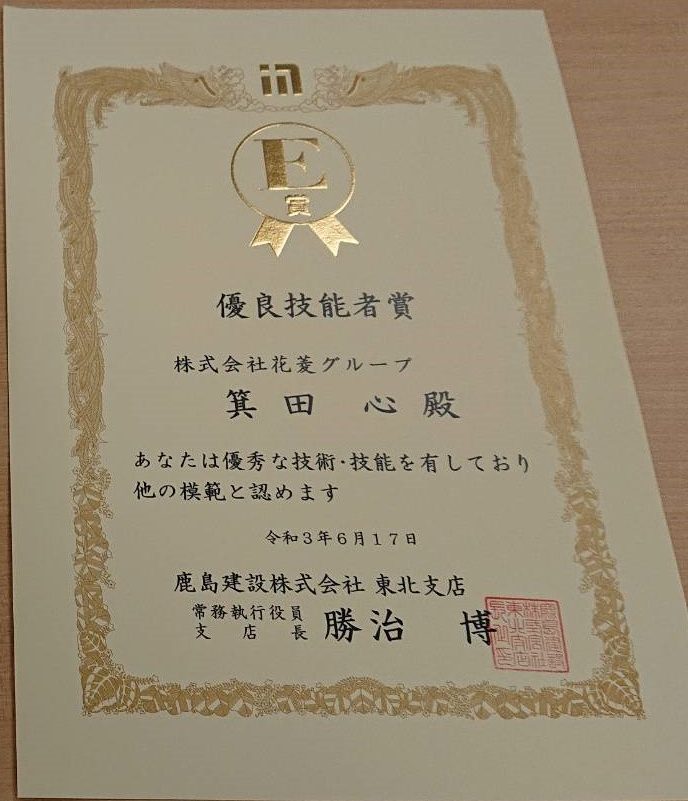 E
賞
優良技能者賞
株式会社花菱グループ
箕田 心 殿
あなたは優秀な技術・技能を有しており
他の模範と認めます
令和3年6月17日
鹿島建設株式会社 東北支店
常務執行役員
支店長 勝治 博